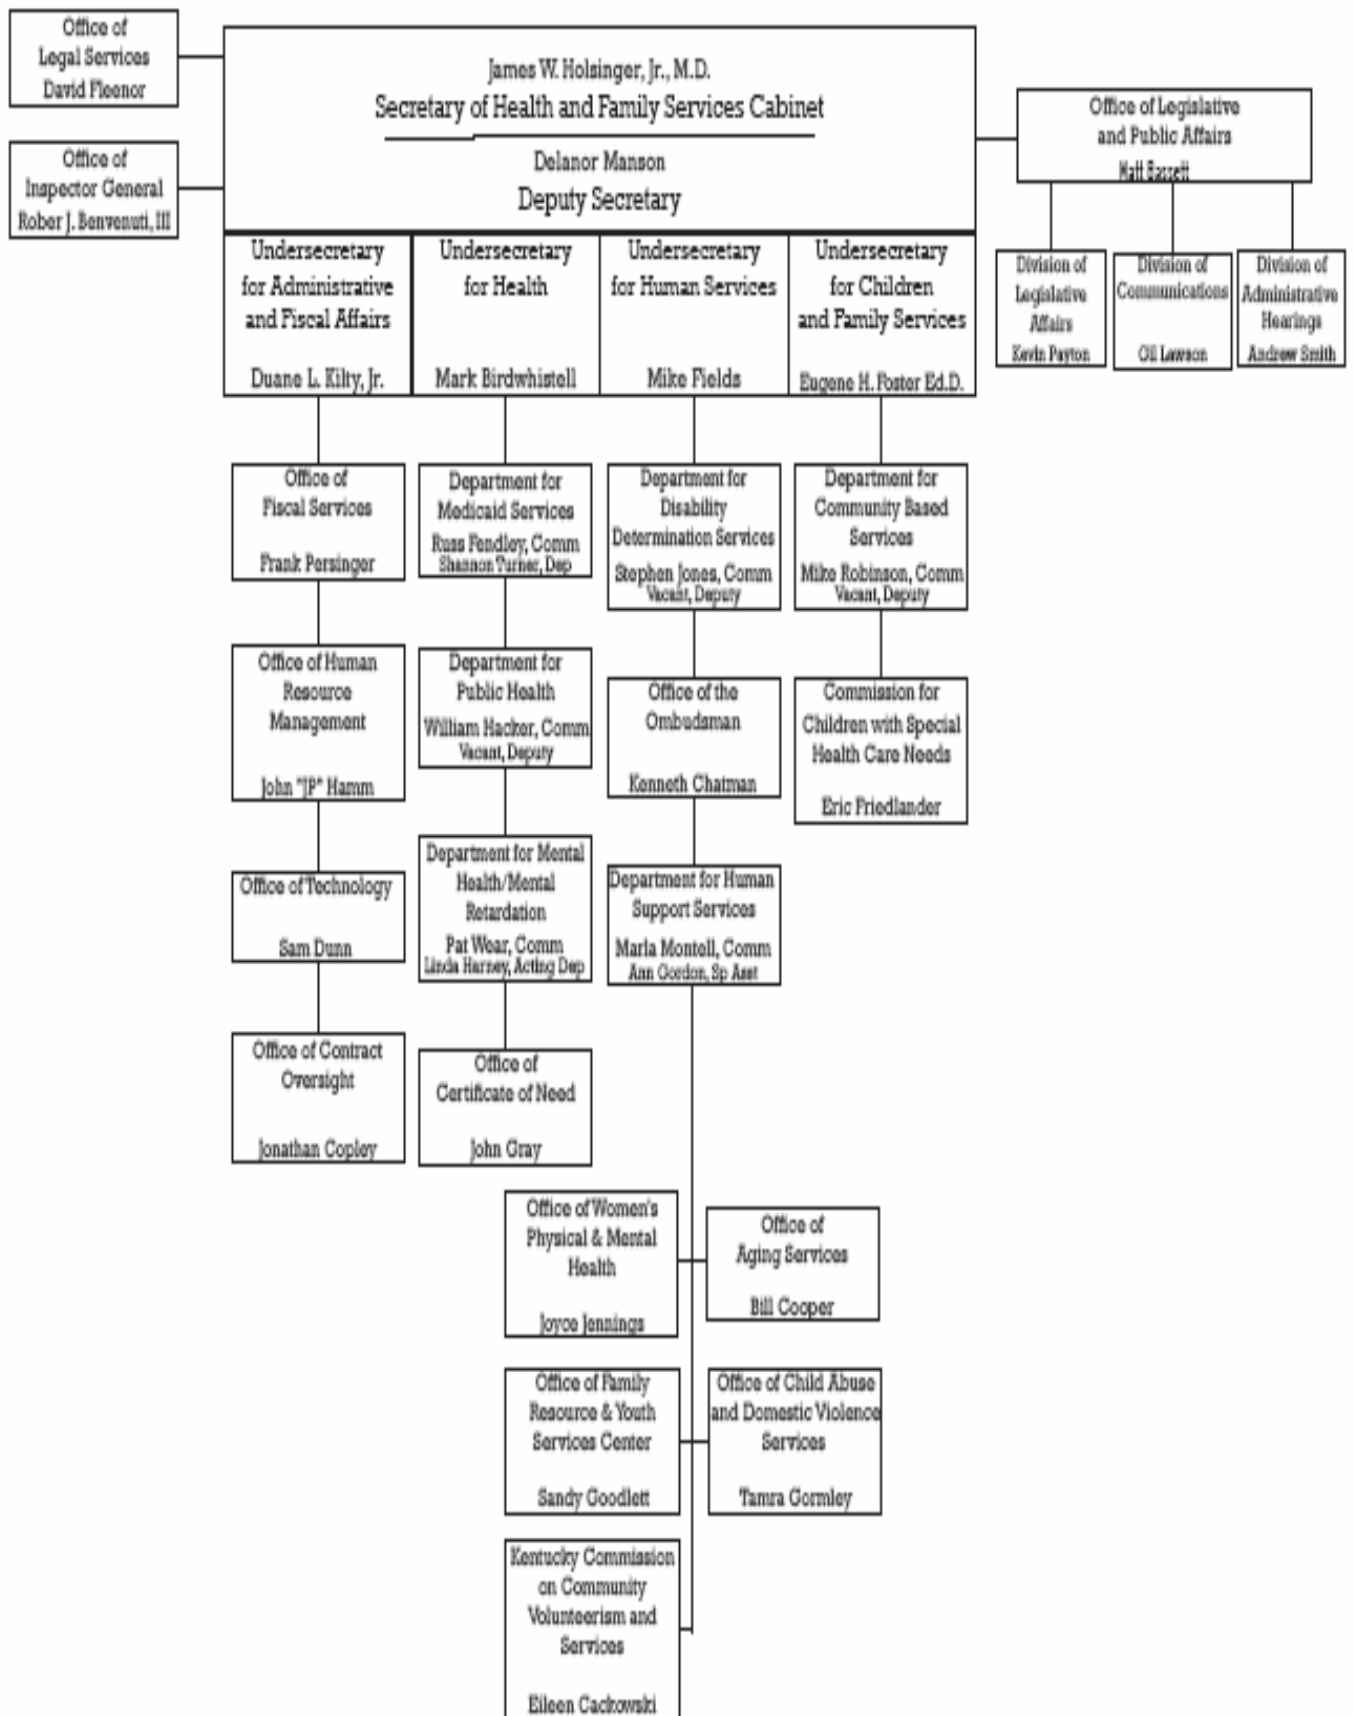 Office of
Legal Services
David Fleenor
Office of
Inspector General
Rober J. Benvenuti, III
James W. Holsinger, Jr., M.D.
Secretary of Health and Family Services Cabinet
Delanor Manson
Deputy Secretary
Office of Legislative
and Public Affairs
Matt Bassett
Division of
Legislative
Affairs
Kevin Payton
Division of
Communications
Gil Lawson
Division of
Administrative
Hearings
Andrew Smith
Undersecretary
for Administrative
and Fiscal Affairs
Duane L. Kilty, Jr.
Undersecretary
for Health
Mark Birdwhistell
Undersecretary
for Human Services
Mike Fields
Undersecretary
for Children
and Family Services
Eugene H. Foster Ed.D.
Office of
Fiscal Services
Frank Persinger
Office of Human
Resource
Management
John "JP" Hamm
Office of Technology
Sam Dunn
Office of Contract
Oversight
Jonathan Copley
Department for
Medicaid Services
Russ Fendley, Comm
Shannon Turner, Dep
Department for
Public Health
William Hacker, Comm
Vacant, Deputy
Department for Mental
Health/Mental
Retardation
Pat Wear, Comm
Linda Harney, Acting Dep
Office of
Certificate of Need
John Gray
Department for
Disability
Determination Services
Stephen Jones, Comm
Vacant, Deputy
Office of the
Ombudsman
Kenneth Chatman
Department for Human
Support Services
Marla Montell, Comm
Ann Gordon, Sp Asst
Department for
Community Based
Services
Mike Robinson, Comm
Vacant, Deputy
Commission for
Children with Special
Health Care Needs
Eric Friedlander
Office of Women's
Physical & Mental
Health
Joyce Jennings
Office of
Aging Services
Bill Cooper
Office of Family
Resource & Youth
Services Center
Sandy Goodlett
Office of Child Abuse
and Domestic Violence
Services
Tamra Gormley
Kentucky Commission
on Community
Volunteerism and
Services
Eileen Cackowski